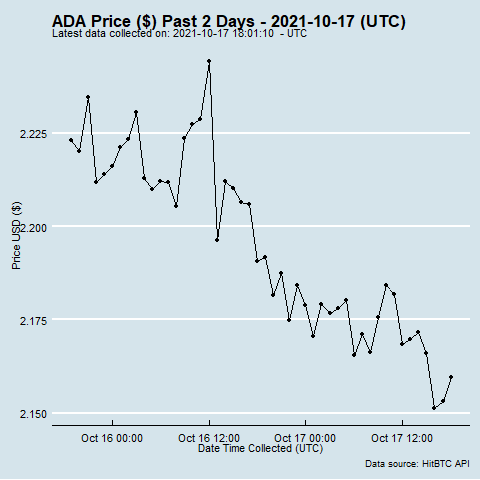 ADA Price ($) Past 2 Days - 2021-10-17 (UTC)
Latest data collected on: 2021-10-17 18:01:10  - UTC
Price USD ($)
2.225
2.200
2.175
2.150
Oct 16 00:00
Oct 16 12:00
Oct 17 00:00
Oct 17 12:00
Date Time Collected (UTC)
Data source: HitBTC API